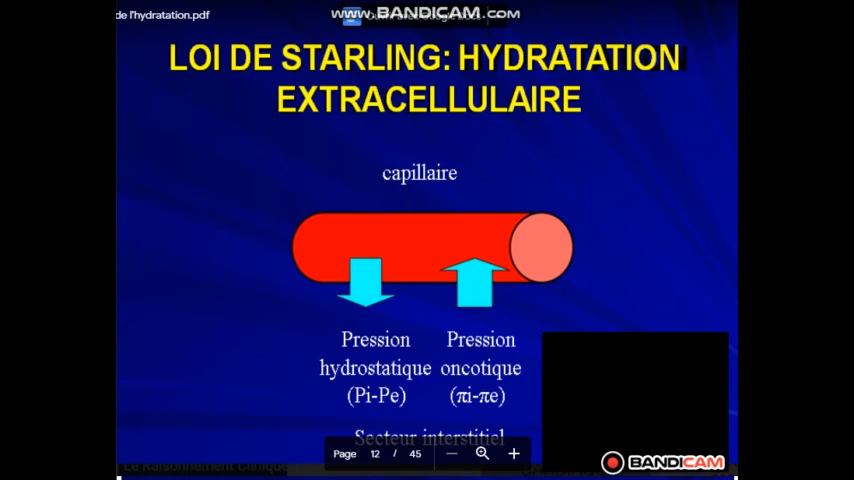 de l'hydratation.pdf
www.BANDICAM.com
LOI DE STARLING: HYDRATATION
EXTRACELLULAIRE
capillaire
Pression Pression
hydrostatique oncotique
(Pi-Pe) (πi-πe)
Secteur interstitiel
Page 12 / 45
Le Raisonnement Clinique
BANDICAM